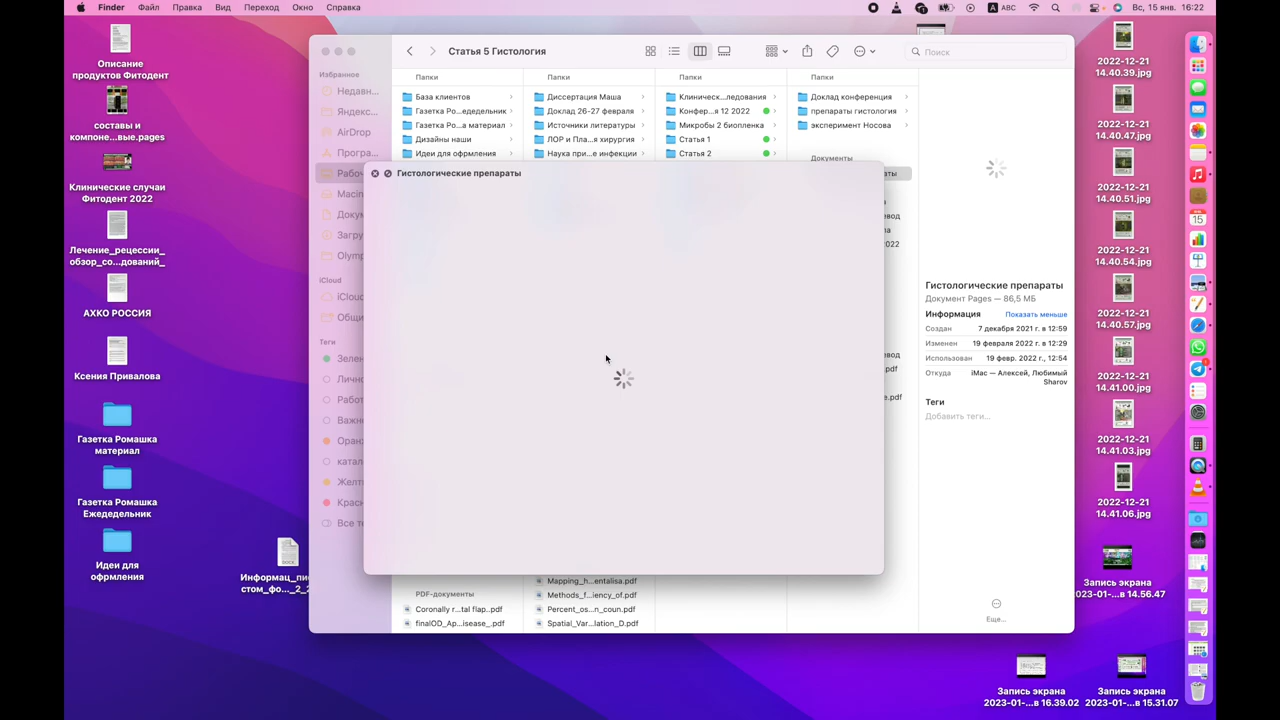 Finder Файл Правка Вид Переход Окно Справка
A ABC
Вс, 15 янв. 16:22
Описание
продуктов Фитодент
составы и
компоне...вые.pages
Клинические случаи
Фитодент 2022
Лечение_рецессии_
обзор_со...дований_
АХКО РОССИЯ
Ксения Привалова
Газетка Ромашка
материал
Газетка Ромашка
Ежедедельник
Идеи для
офрмления
Статья 5 Гистология
Поиск
Избранное
Недавн...
Яндекс...
AirDrop
Програ...
iCloud
Теги
Все т
Папки
База клиентов
Газетка Ро...едедельник
Газетка Ро...а материал
Дизайны наши
Идеи для офрмления
PDF-документы
Coronally r...tal flap..pdf
finalOD_Ap...isease_.pdf
Папки
Диссертация Маша
Доклад 26-27 февраля
Источники литературы
ЛОР и Пла...я хирургия
Наука при...е инфекции
Mapping_h...entalisa.pdf
Methods_f...iency_of.pdf
Percent_os...n_coun.pdf
Spatial_Var...lation_D.pdf
Папки
Клиническ...ледования
Конфер...я 12 2022
Микробы 2 биопленка
Статья 1
Статья 2
Папки
Доклад конференция
препараты гистология
эксперимент Носова
Документы
Гистологические препараты
Гистологические препараты
Документ Pages — 86,5 МБ
Информация Показать меньше
Создан 7 декабря 2021 г. в 12:59
Изменен 19 февраля 2022 г. в 12:29
Использован 19 февр. 2022 г., 12:54
Откуда iMac — Алексей, Любимый
Sharov
Теги
Добавить теги...
Еще...
2022-12-21
14.40.39.jpg
2022-12-21
14.40.47.jpg
2022-12-21
14.40.51.jpg
2022-12-21
14.40.54.jpg
2022-12-21
14.40.57.jpg
2022-12-21
14.41.00.jpg
2022-12-21
14.41.03.jpg
2022-12-21
14.41.06.jpg
Запись экрана
023-01-...в 14.56.47
Запись экрана
2023-01-...в 16.39.02
Запись экрана
2023-01-...в 15.31.07
15